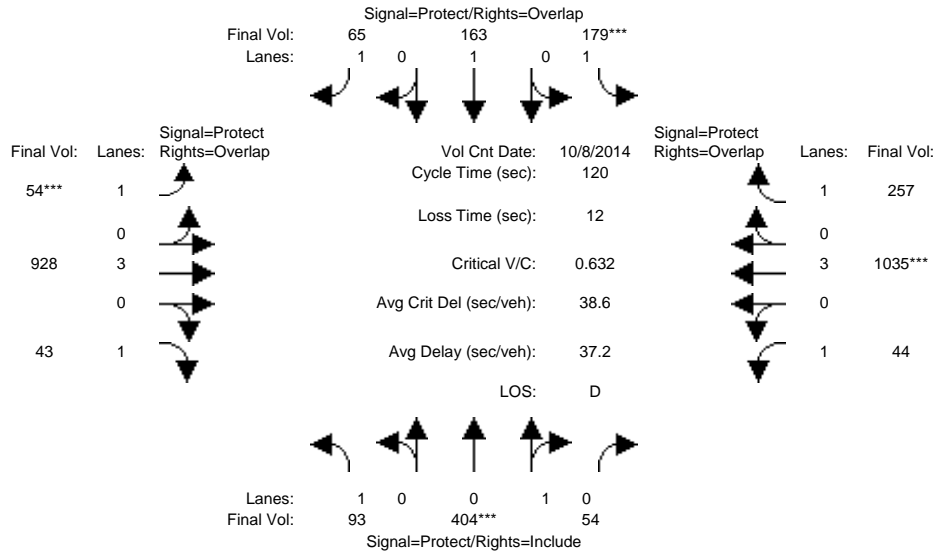 Signal=Protect/Rights=Overlap
Final Vol: 65 163 179***
Lanes: 1 0 1 0 1
Signal=Protect Signal=Protect
Final Vol: Lanes: Rights=Overlap Vol Cnt Date: 10/8/2014 Rights=Overlap Lanes: Final Vol:
Cycle Time (sec): 120
54*** 1 1 257
Loss Time (sec): 12
0 0
928 3 Critical V/C: 0.632 3 1035***
0 Avg Crit Del (sec/veh): 38.6 0
43 1 Avg Delay (sec/veh): 37.2 1 44
LOS: D
Lanes: 1 0 0 1 0
Final Vol: 93 404*** 54
Signal=Protect/Rights=Include